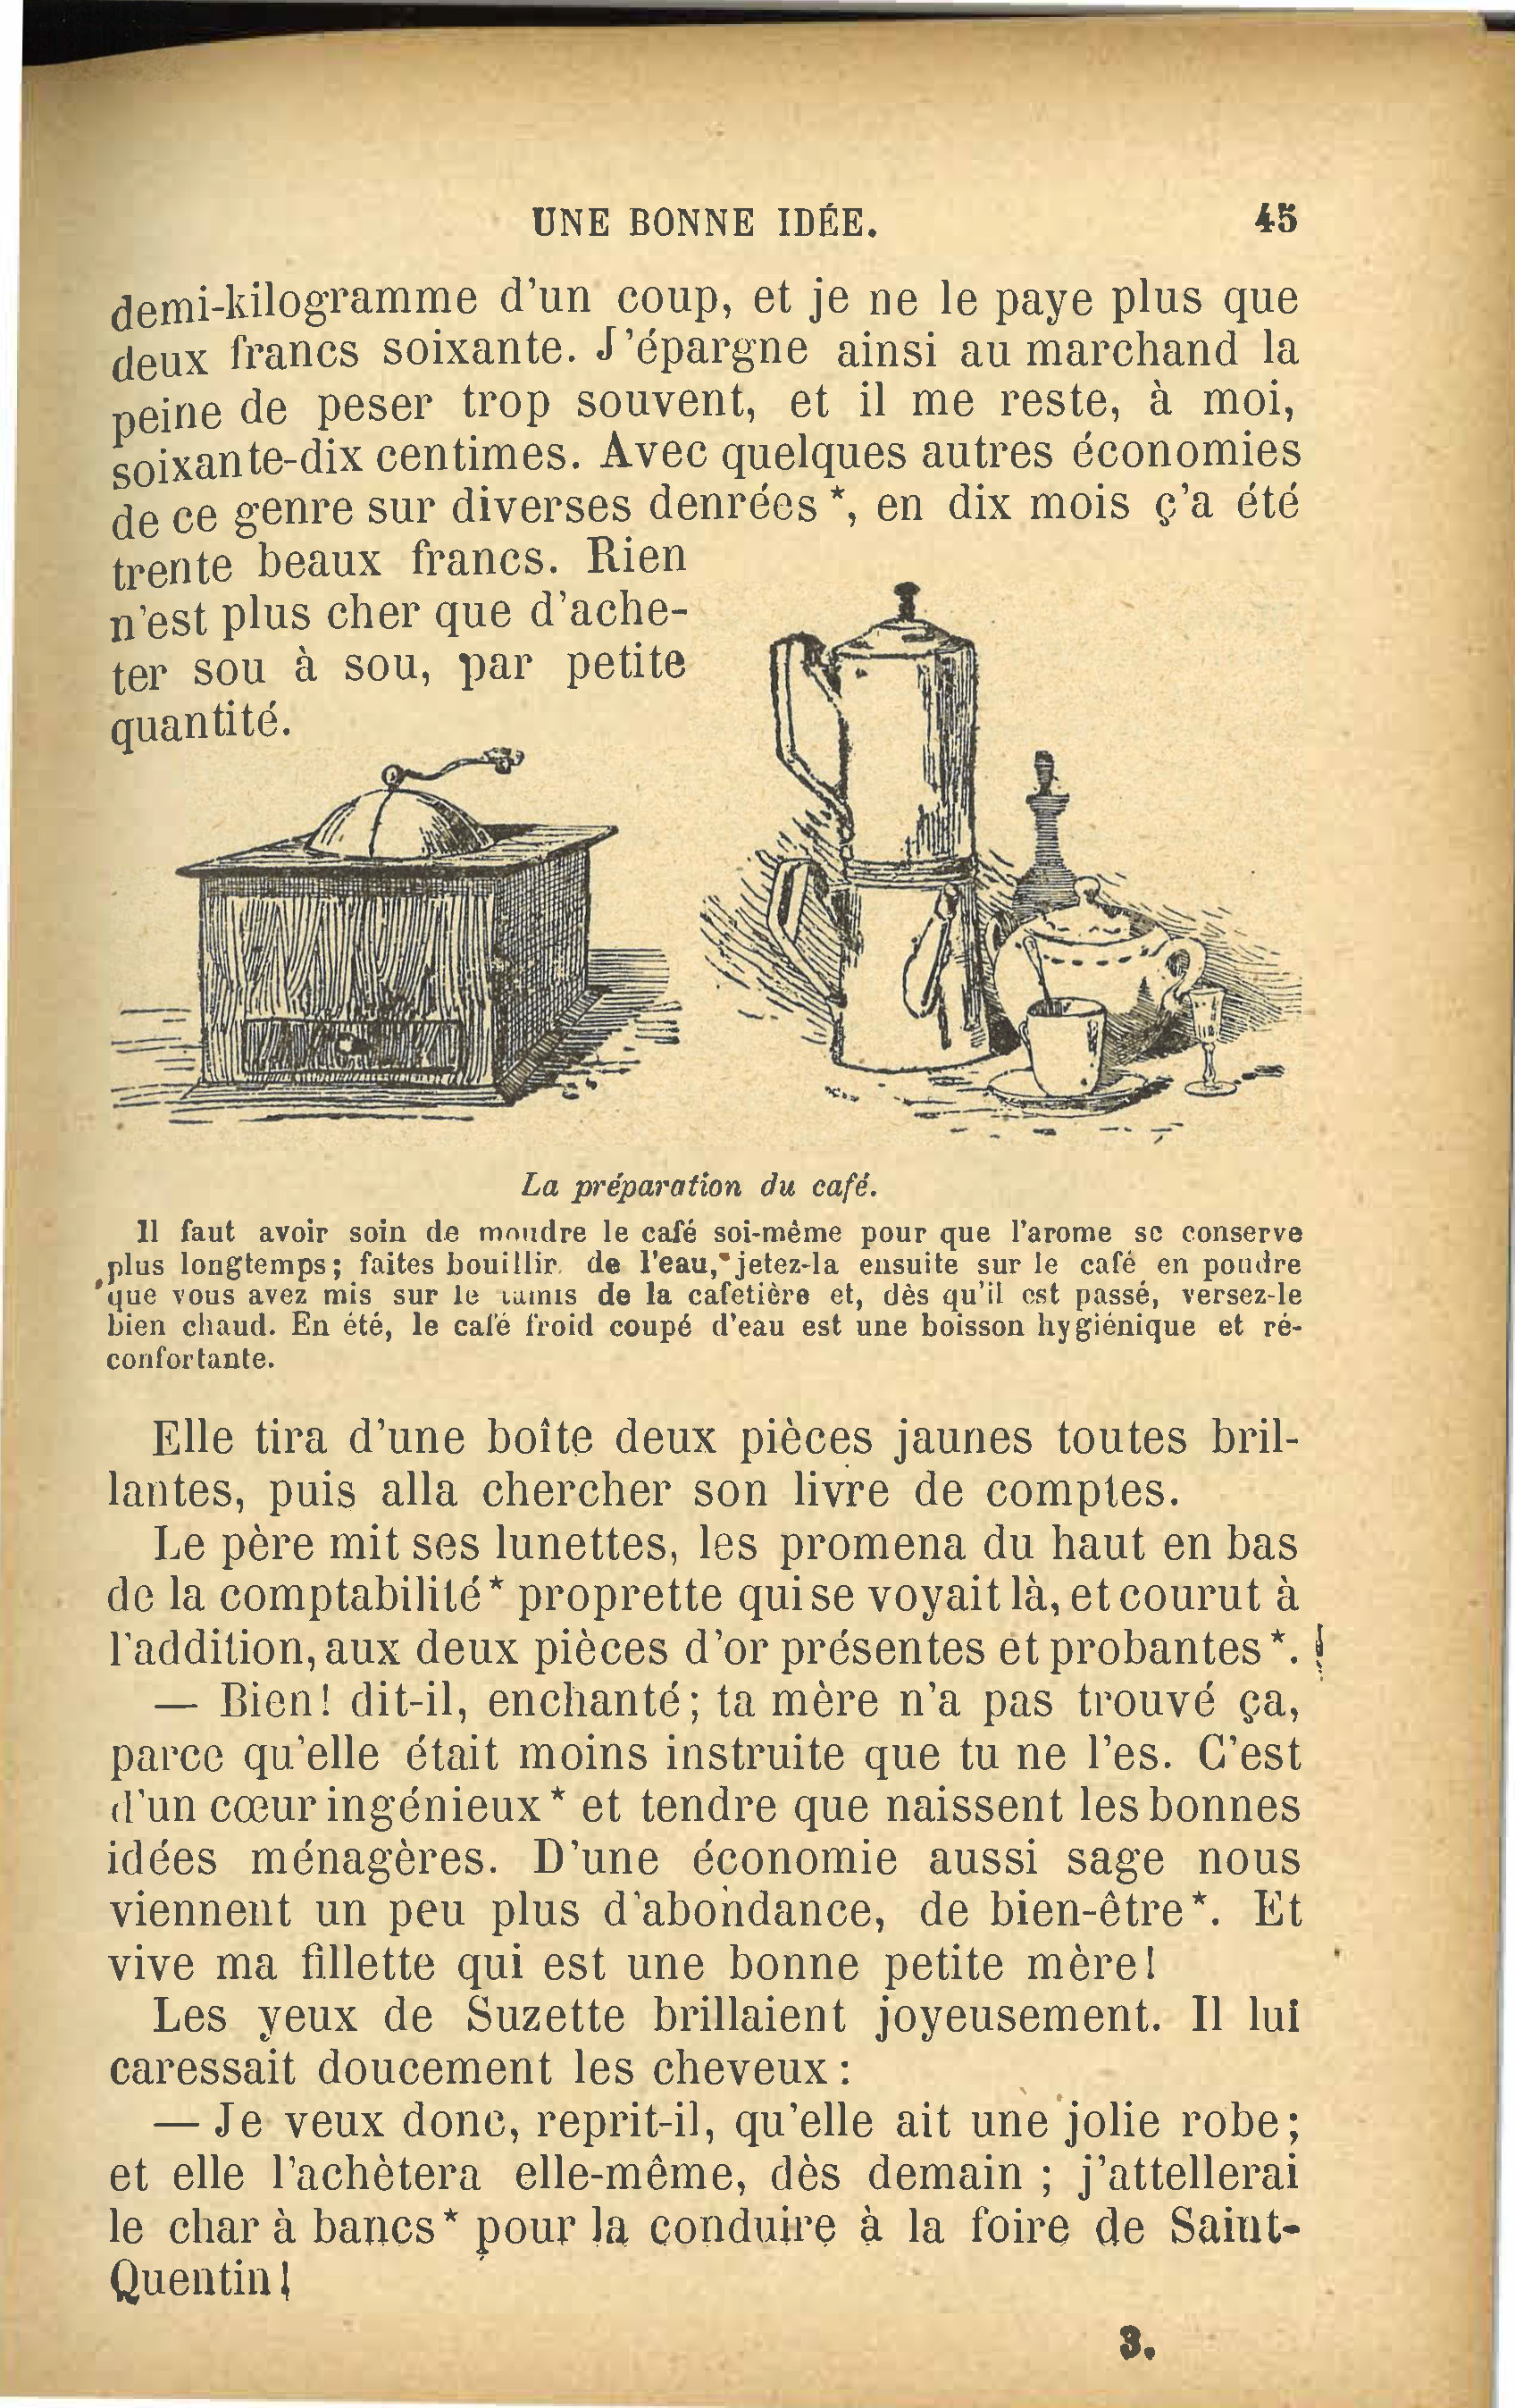 UNE BONNE IDÉE. 45
demi-kilogramme d'un coup, et je ne le paye plus que
deux francs soixante. J'épargne ainsi au marchand la
peine de peser trop souvent, et il me reste, à moi,
soixante-dix centimes. Avec quelques autres économies
de ce genre sur diverses denrées *, en dix mois ç'a été
trente beaux francs. Rien
n'est plus cher que d'ache-
ter sou à sou, par petite
quantité.
La préparation du café.
Il faut avoir soin de moudre le café soi-même pour que l'arome se conserve
plus longtemps; faites bouillir de l'eau, jetez-la ensuite sur le café en poudre
que vous avez mis sur le tamis de la cafetière et, dès qu'il est passé, versez-le
bien chaud. En été, le café froid coupé d'eau est une boisson hygiénique et ré-
confortante.
Elle tira d'une boîte deux pièces jaunes toutes bril-
lantes, puis alla chercher son livre de comptes.
Le père mit ses lunettes, les promena du haut en bas
de la comptabilité* proprette qui se voyait là, et courut à
l'addition, aux deux pièces d'or présentes et probantes*.
— Bien! dit-il, enchanté; ta mère n'a pas trouvé ça,
parce qu'elle était moins instruite que tu ne l'es. C'est
d'un cœur ingénieux* et tendre que naissent les bonnes
idées ménagères. D'une économie aussi sage nous
viennent un peu plus d'abondance, de bien-être*. Et
vive ma fillette qui est une bonne petite mère!
Les yeux de Suzette brillaient joyeusement. Il lui
caressait doucement les cheveux :
— Je veux donc, reprit-il, qu'elle ait une jolie robe;
et elle l'achètera elle-même, dès demain ; j'attellerai
le char à bancs* pour la conduire à la foire de Saint-
Quentin!
3.